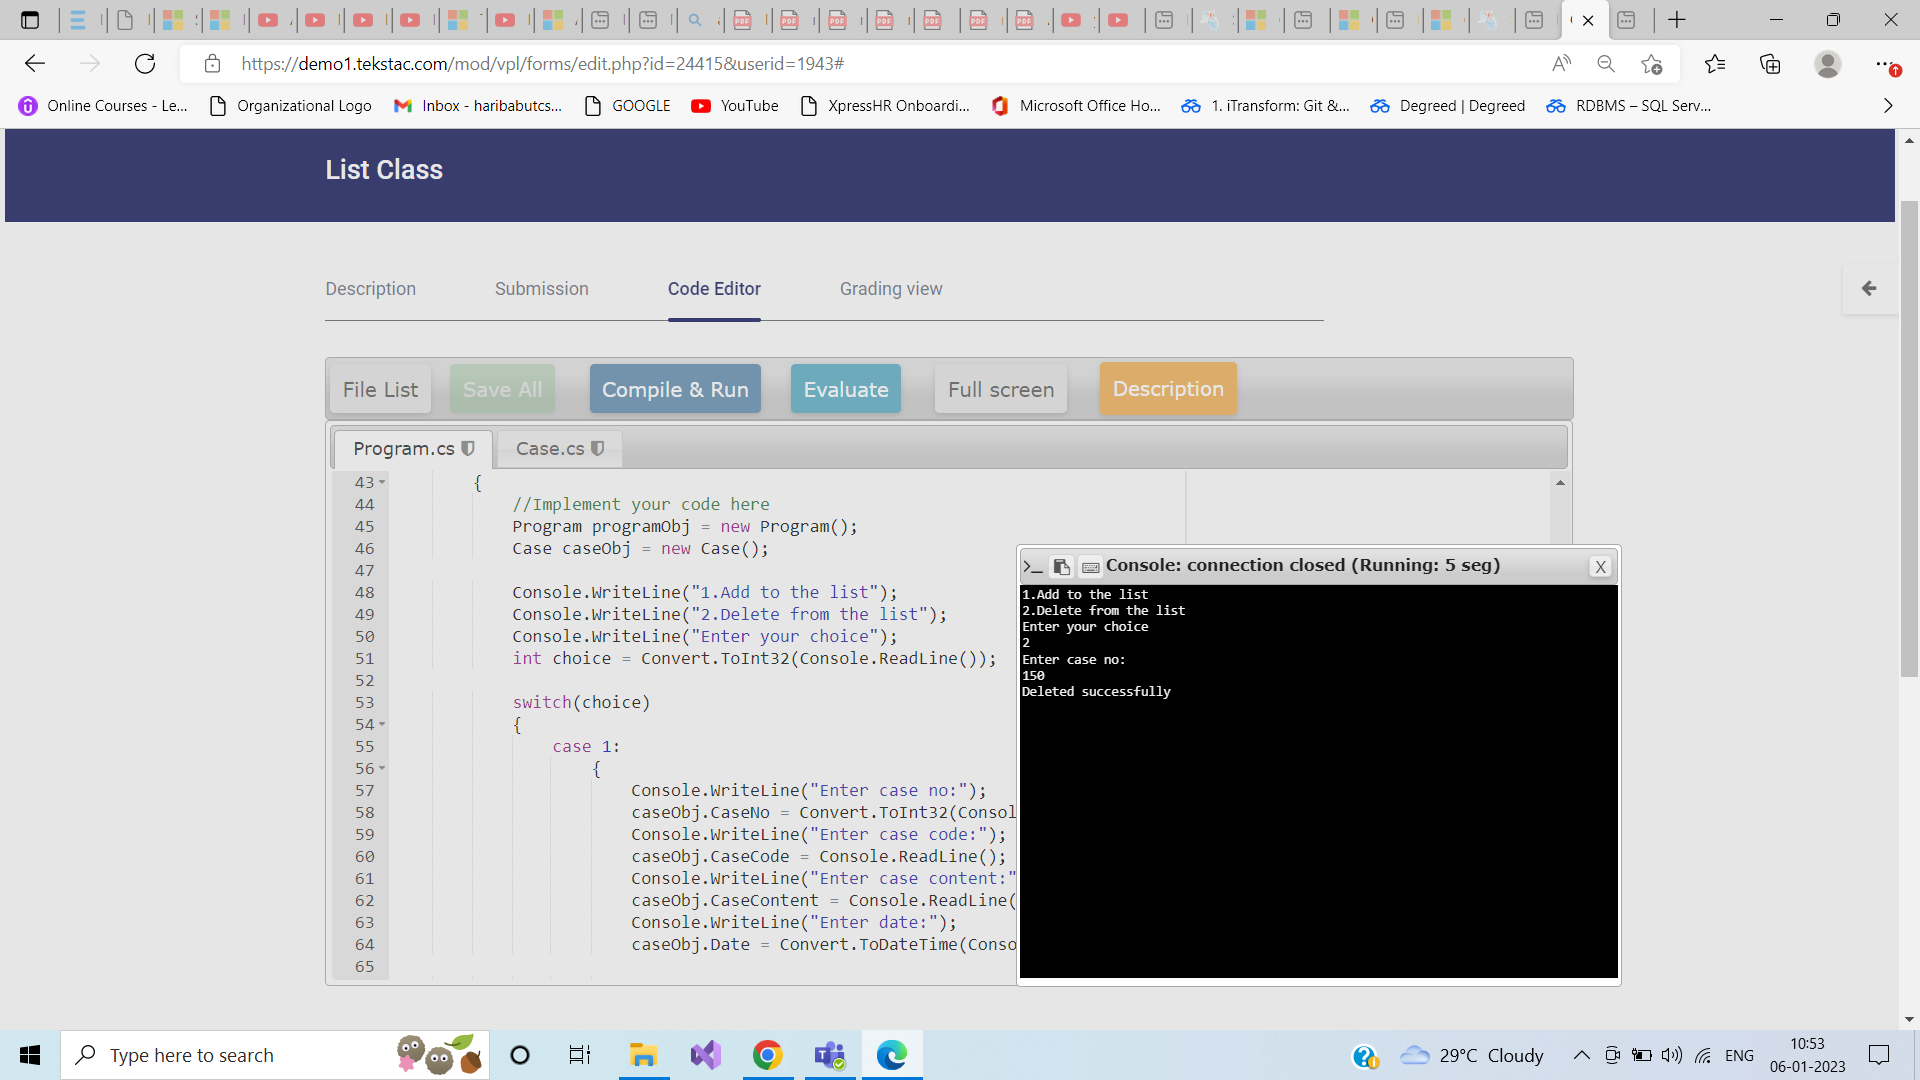 https://demo1.tekstac.com/mod/vpl/forms/edit.php?id=24415&userid=1943#
Online Courses - Le...
Organizational Logo
Inbox - haribabutcs...
GOOGLE
YouTube
XpressHR Onboardi...
Microsoft Office Ho...
1. iTransform: Git &...
Degreed | Degreed
RDBMS – SQL Serv...
List Class
Description
Submission
Code Editor
Grading view
File List
Save All
Compile & Run
Evaluate
Full screen
Description
Program.cs
Case.cs
43 {
44 //Implement your code here
45 Program programObj = new Program();
46 Case caseObj = new Case();
47
48 Console.WriteLine("1.Add to the list");
49 Console.WriteLine("2.Delete from the list");
50 Console.WriteLine("Enter your choice");
51 int choice = Convert.ToInt32(Console.ReadLine());
52
53 switch(choice)
54 {
55 case 1:
56 {
57 Console.WriteLine("Enter case no:");
58 caseObj.CaseNo = Convert.ToInt32(Consol
59 Console.WriteLine("Enter case code:");
60 caseObj.CaseCode = Console.ReadLine();
61 Console.WriteLine("Enter case content:"
62 caseObj.CaseContent = Console.ReadLine(
63 Console.WriteLine("Enter date:");
64 caseObj.Date = Convert.ToDateTime(Conso
65
Console: connection closed (Running: 5 seg)
X
1.Add to the list
2.Delete from the list
Enter your choice
2
Enter case no:
150
Deleted successfully
Type here to search
29°C Cloudy
ENG
10:53
06-01-2023